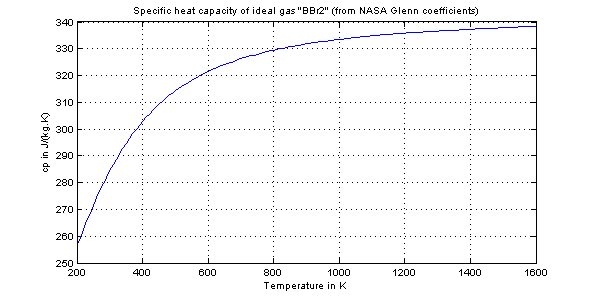 Specific heat capacity of ideal gas "BBr2" (from NASA Glenn coefficients)
340
330
320
310
300
290
280
270
260
250
cp in J/(kg.K)
200 400 600 800 1000 1200 1400 1600
Temperature in K